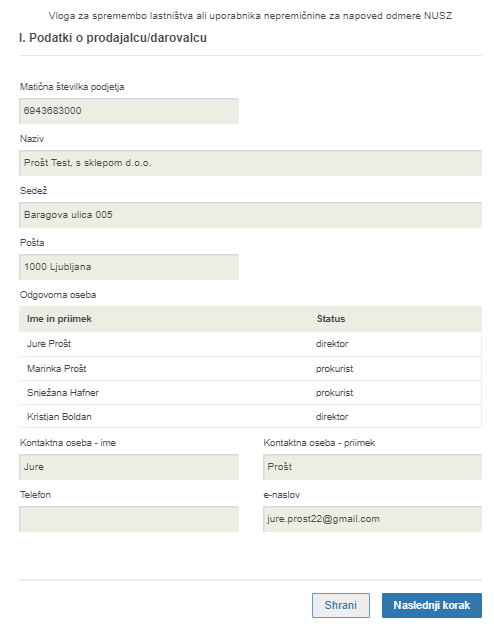 Vloga za spremembo lastništva ali uporabnika nepremičnine za napoved odmere NUSZ
I. Podatki o prodajalcu/darovalcu
Matična številka podjetja
6943683000
Naziv
Prošt Test, s sklepom d.o.o.
Sedež
Baragova ulica 005
Pošta
1000 Ljubljana
Odgovorna oseba
Ime in priimek Status
Jure Prošt direktor
Marinka Prošt prokurist
Snježana Hafner prokurist
Kristjan Boldan direktor
Kontaktna oseba - ime Kontaktna oseba - priimek
Jure Prošt
Telefon e-naslov
jure.prost22@gmail.com
Shrani Naslednji korak